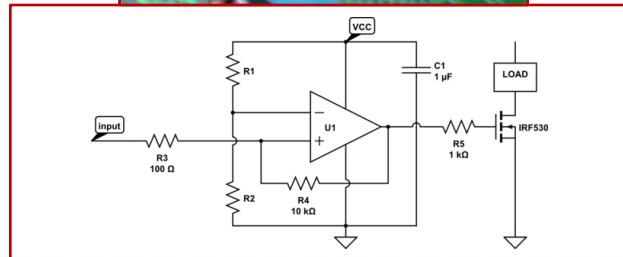 VCC
R1
C1
1 µF
LOAD
input
U1
IRF530
R3
100 Ω
R5
1 kΩ
R2
R4
10 kΩ